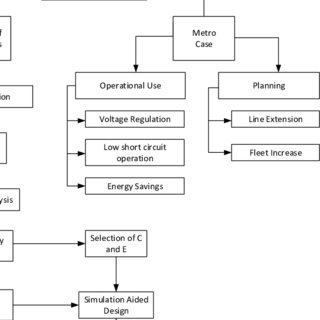 f
s
Metro
Case
Operational Use
Planning
ion
Voltage Regulation
Line Extension
Low short circuit
operation
Fleet Increase
Energy Savings
ysis
y
Selection of C
and E
Simulation Aided
Design